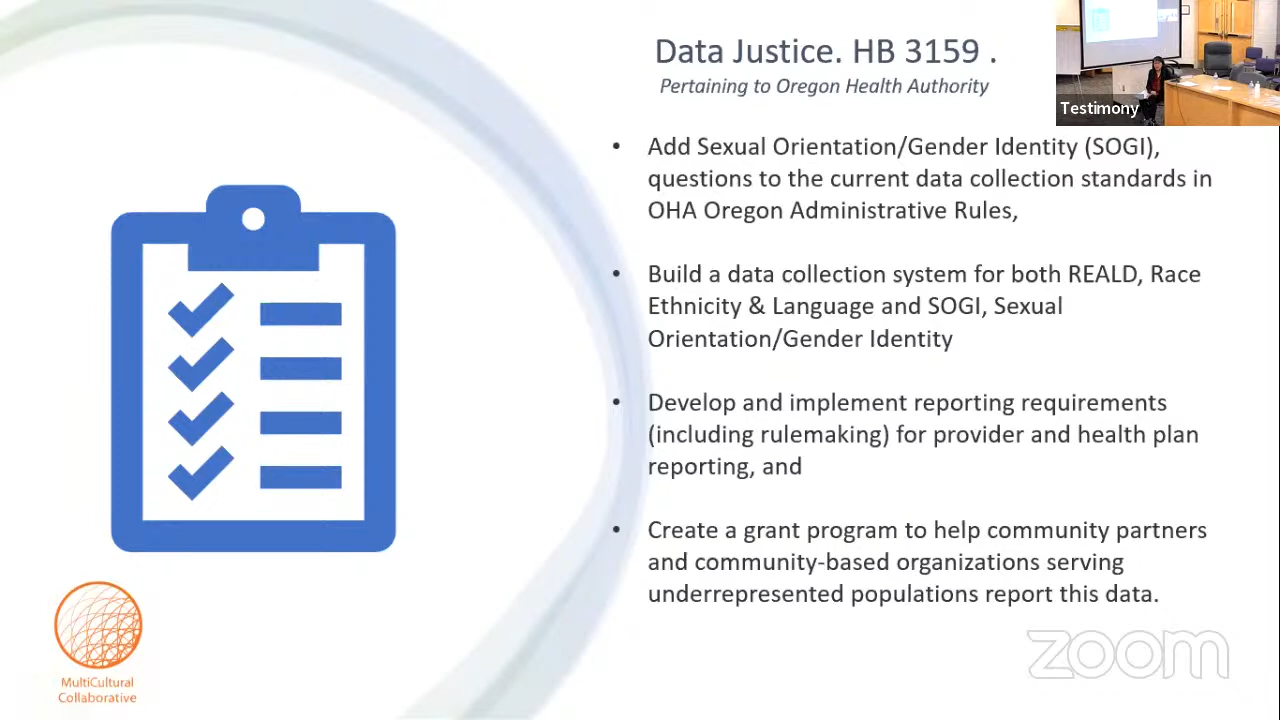 Data Justice. HB 3159 .
Pertaining to Oregon Health Authority
Testimony
• Add Sexual Orientation/Gender Identity (SOGI),
questions to the current data collection standards in
OHA Oregon Administrative Rules,
• Build a data collection system for both REALD, Race
Ethnicity & Language and SOGI, Sexual
Orientation/Gender Identity
• Develop and implement reporting requirements
(including rulemaking) for provider and health plan
reporting, and
• Create a grant program to help community partners
and community-based organizations serving
underrepresented populations report this data.
MultiCultural
Collaborative
zoom